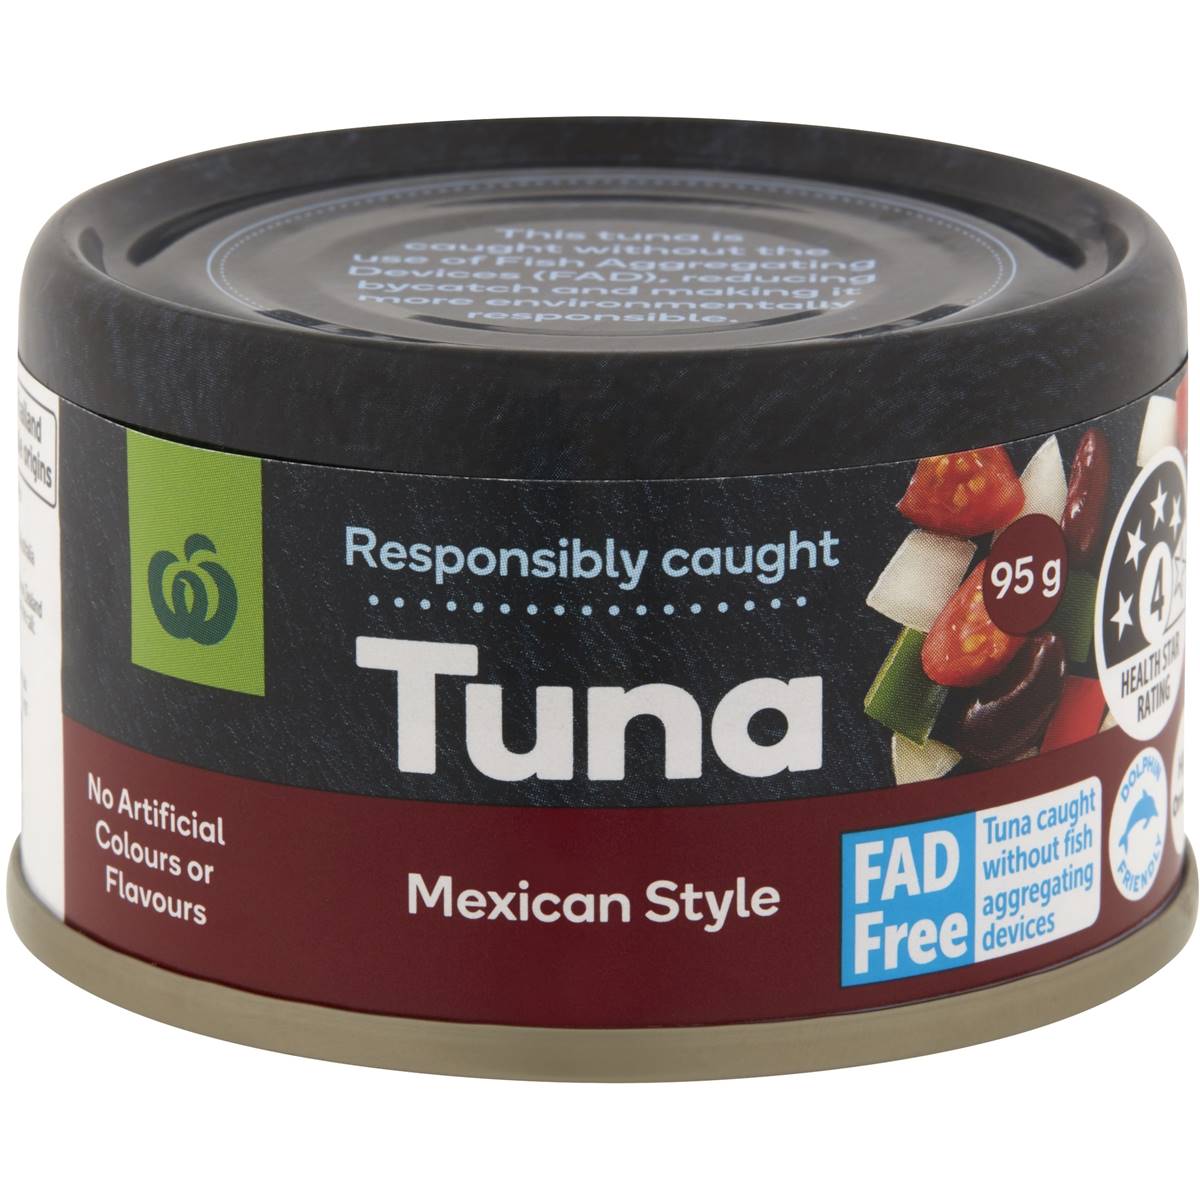 This tuna is
caught without the
use of Fish Aggregating
Devices (FAD), reducing
bycatch and making it
more environmentally
responsible.
origins
Responsibly caught
Tuna
95 g
4
HEALTH STAR
RATING
No Artificial
Colours or
Flavours
Mexican Style
FAD
Free
Tuna caught
without fish
aggregating
devices
DOLPHIN
FRIENDLY